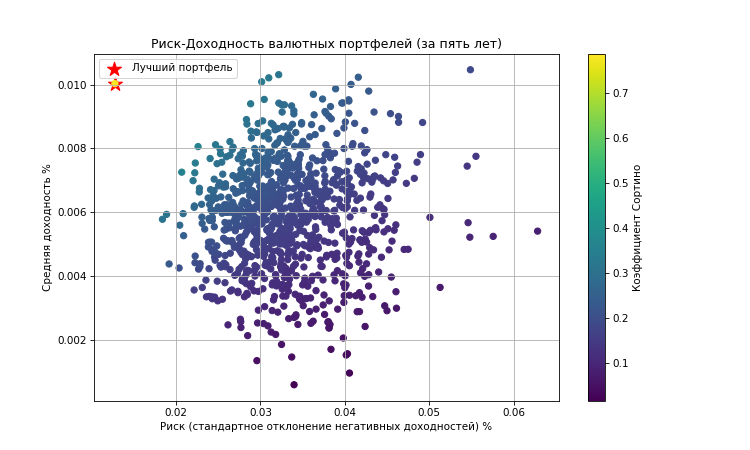 Риск-Доходность валютных портфелей (за пять лет)
Лучший портфель
Средняя доходность %
0.010
0.008
0.006
0.004
0.002
0.02 0.03 0.04 0.05 0.06
Риск (стандартное отклонение негативных доходностей) %
0.7
0.6
0.5
0.4
0.3
0.2
0.1
Коэффициент Сортино